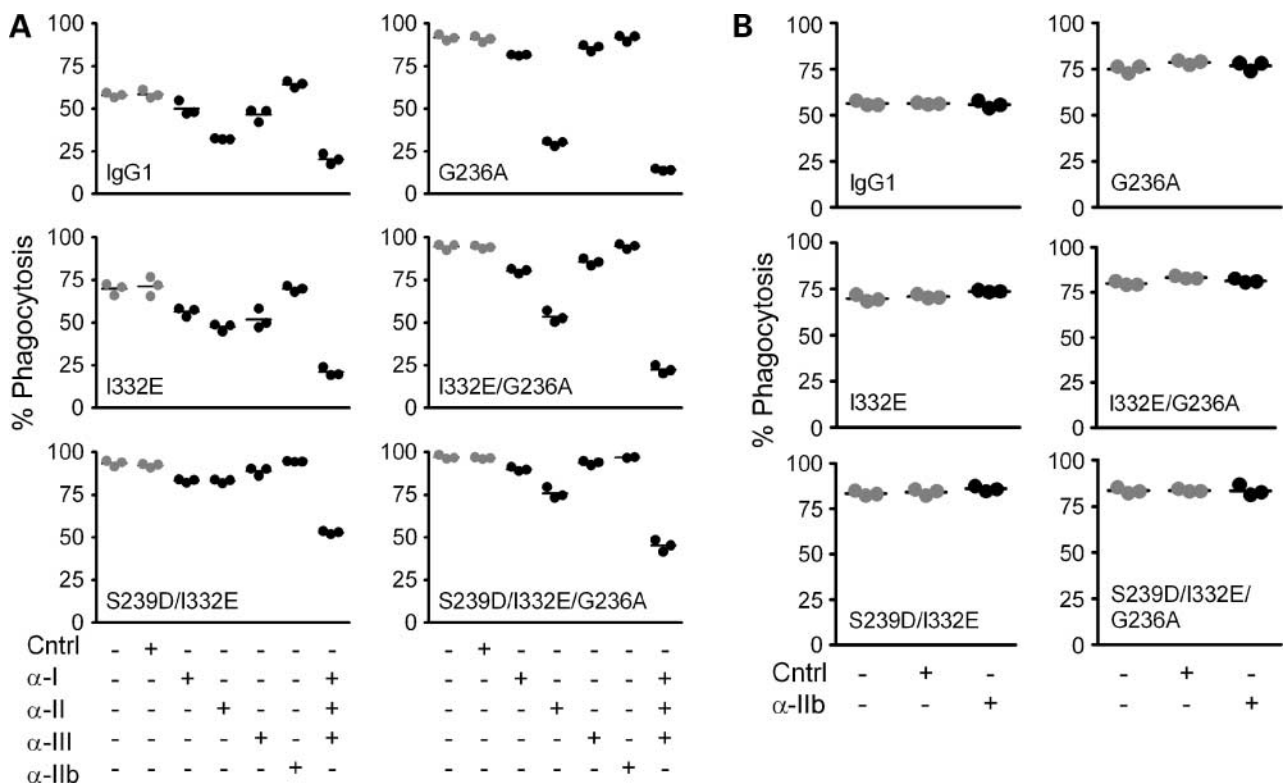 A
B
% Phagocytosis
100
75
50
25
0
IgG1
100
75
50
25
0
G236A
100
75
50
25
0
I332E
100
75
50
25
0
I332E/G236A
100
75
50
25
0
S239D/I332E
100
75
50
25
0
S239D/I332E/G236A
Cntrl - + - - - - - - + - - - - -
α-I - - + - - - + - - + - - - +
α-II - - - + - - + - - - + - - +
α-III - - - - + - + - - - - + - +
α-IIb - - - - - + - - - - - - + -
% Phagocytosis
100
75
50
25
0
IgG1
100
75
50
25
0
G236A
100
75
50
25
0
I332E
100
75
50
25
0
I332E/G236A
100
75
50
25
0
S239D/I332E
100
75
50
25
0
S239D/I332E/
G236A
Cntrl - + - - + -
α-IIb - - + - - +